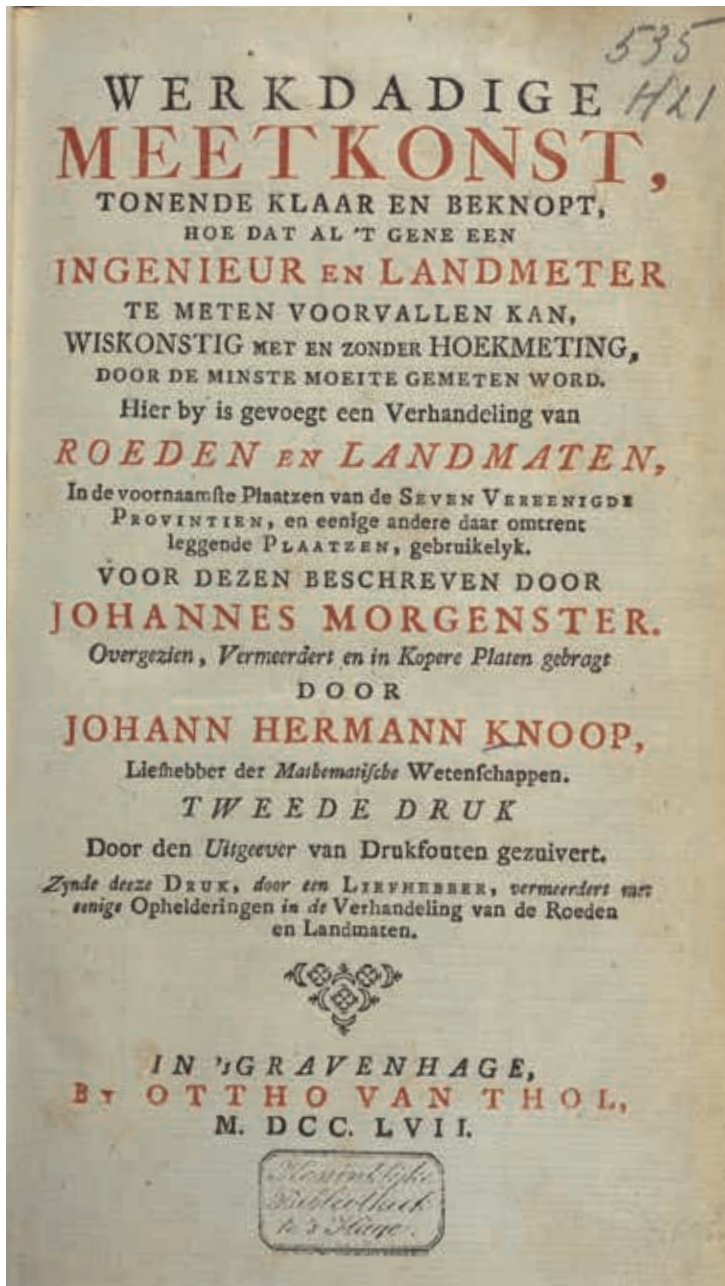 535
H21
WERKDADIGE
MEETKONST,
TONENDE KLAAR EN BEKNOPT,
HOE DAT AL 'T GENE EEN
INGENIEUR EN LANDMETER
TE METEN VOORVALLEN KAN,
WISKONSTIG MET EN ZONDER HOEKMETING,
DOOR DE MINSTE MOEITE GEMETEN WORD.
Hier by is gevoegt een Verhandeling van
ROEDEN EN LANDMATEN,
In de voornaamſte Plaatzen van de SEVEN VEREENIGDE
PROVINTIEN, en eenige andere daar omtrent
leggende PLAATZEN, gebruikelyk.
VOOR DEZEN BESCHREVEN DOOR
JOHANNES MORGENSTER.
Overgezien, Vermeerdert en in Kopere Platen gebragt
DOOR
JOHANN HERMANN KNOOP,
Liefhebber der Mathematiſche Wetenſchappen.
TWEEDE DRUK
Door den Uitgeever van Drukfouten gezuivert.
Zynde deeze DRUK, door een LIEFHEBBER, vermeerdert met
eenige Ophelderingen in de Verhandeling van de Roeden
en Landmaten.
IN 'sGRAVENHAGE,
BY OTTHO VAN THOL,
M. DCC. LVII.
Koninklijke
Bibliotheek
te 's Hage.